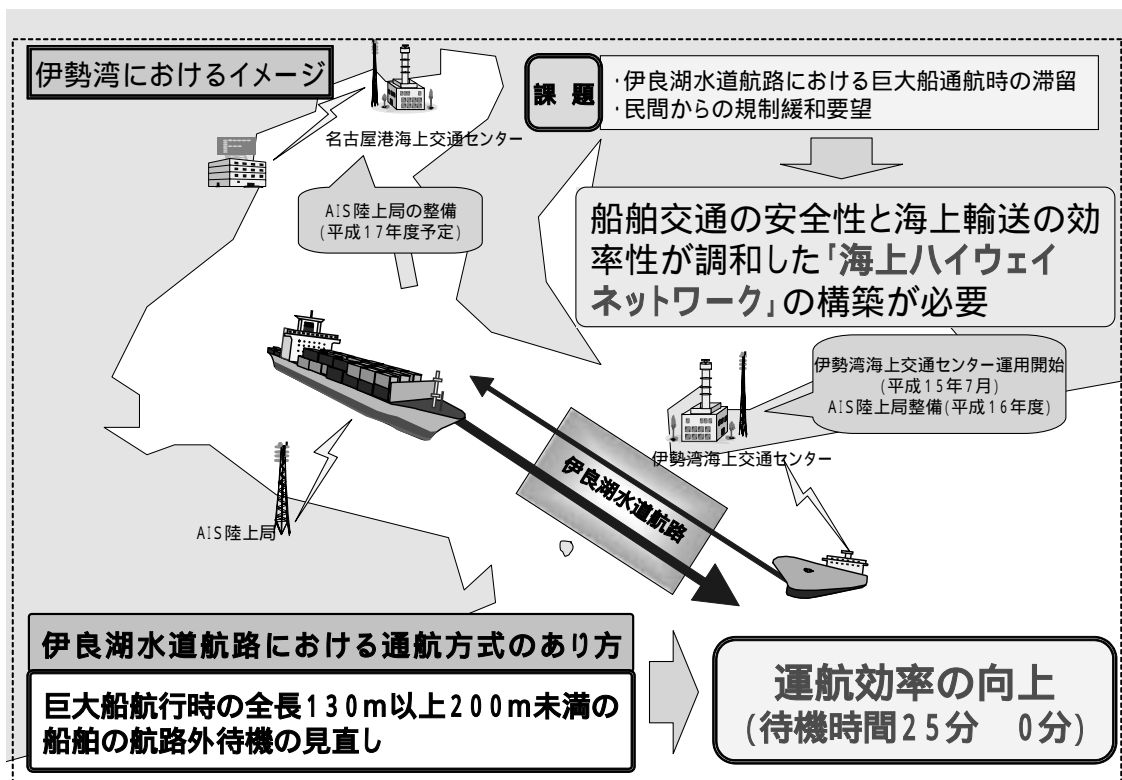 伊勢湾におけるイメージ
課 題
・伊良湖水道航路における巨大船通航時の滞留
・民間からの規制緩和要望
名古屋港海上交通センター
AIS陸上局の整備
(平成17年度予定)
船舶交通の安全性と海上輸送の効
率性が調和した「海上ハイウェイ
ネットワーク」の構築が必要
伊勢湾海上交通センター運用開始
(平成15年7月)
AIS陸上局整備(平成16年度)
伊勢湾海上交通センター
伊良湖水道航路
AIS陸上局
伊良湖水道航路における通航方式のあり方
巨大船航行時の全長130m以上200m未満の
船舶の航路外待機の見直し
運航効率の向上
(待機時間25分　0分)